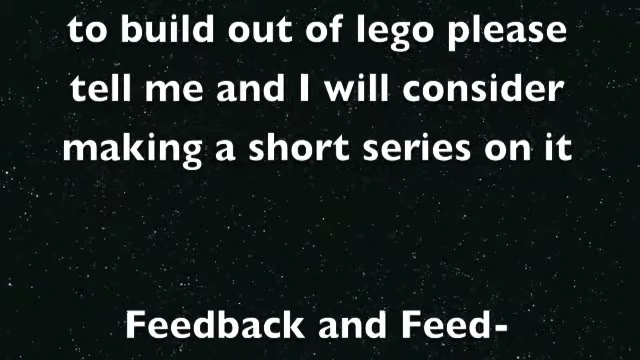 to build out of lego please
tell me and I will consider
making a short series on it
Feedback and Feed-